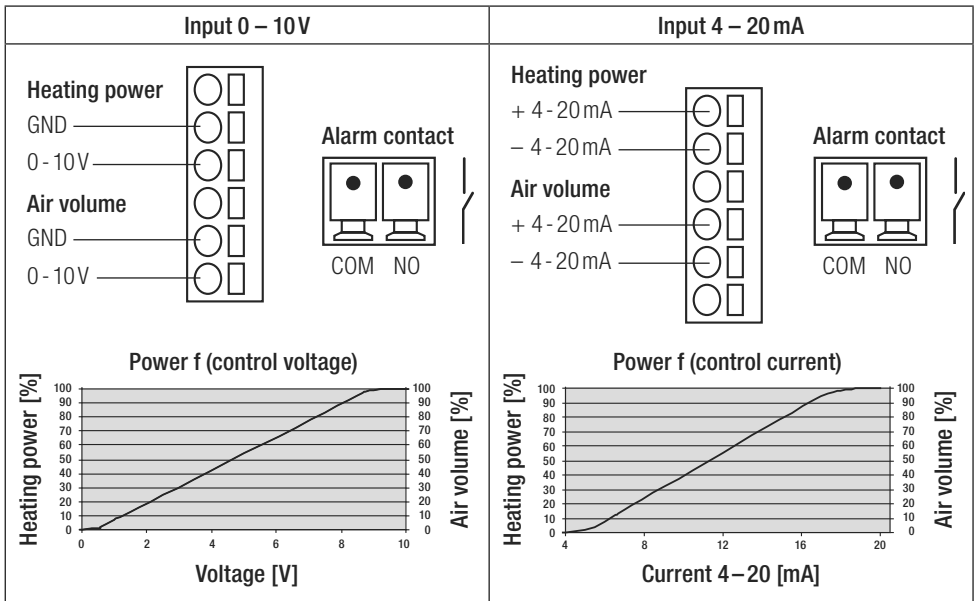 Input 0 – 10 V
Heating power
GND
0 - 10 V
Air volume
GND
0 - 10 V
Alarm contact
COM NO
Power f (control voltage)
Heating power [%]
100
90
80
70
60
50
40
30
20
10
0
100
90
80
70
60
50
40
30
20
10
0
Air volume [%]
0 2 4 6 8 10
Voltage [V]
Input 4 – 20 mA
Heating power
+ 4 - 20 mA
– 4 - 20 mA
Air volume
+ 4 - 20 mA
– 4 - 20 mA
Alarm contact
COM NO
Power f (control current)
Heating power [%]
100
90
80
70
60
50
40
30
20
10
0
100
90
80
70
60
50
40
30
20
10
0
Air volume [%]
4 8 12 16 20
Current 4 – 20 [mA]